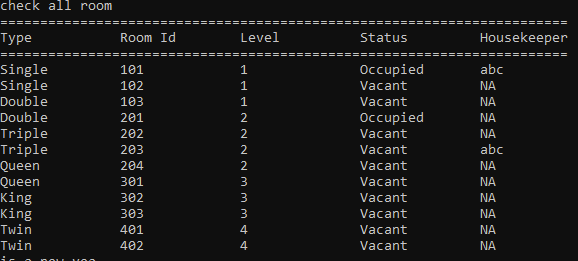 check all room
======================================================================
Type Room Id Level Status Housekeeper
======================================================================
Single 101 1 Occupied abc
Single 102 1 Vacant NA
Double 103 1 Vacant NA
Double 201 2 Occupied NA
Triple 202 2 Vacant NA
Triple 203 2 Vacant abc
Queen 204 2 Vacant NA
Queen 301 3 Vacant NA
King 302 3 Vacant NA
King 303 3 Vacant NA
Twin 401 4 Vacant NA
Twin 402 4 Vacant NA
is a new